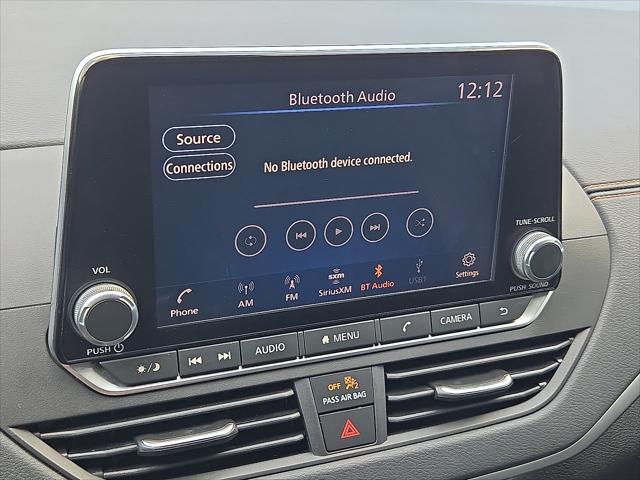 Bluetooth Audio 12:12
Source
Connections
No Bluetooth device connected.
TUNE·SCROLL
VOL
Phone
AM
FM
sxm
SiriusXM
BT Audio
USB1
Settings
PUSH
PUSH SOUND
AUDIO
MENU
CAMERA
OFF 2
PASS AIR BAG